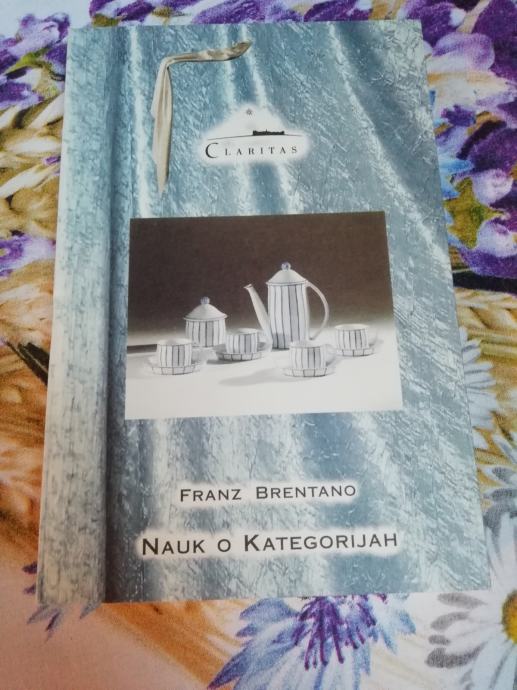 CLARITAS
FRANZ BRENTANO
NAUK O KATEGORIJAH